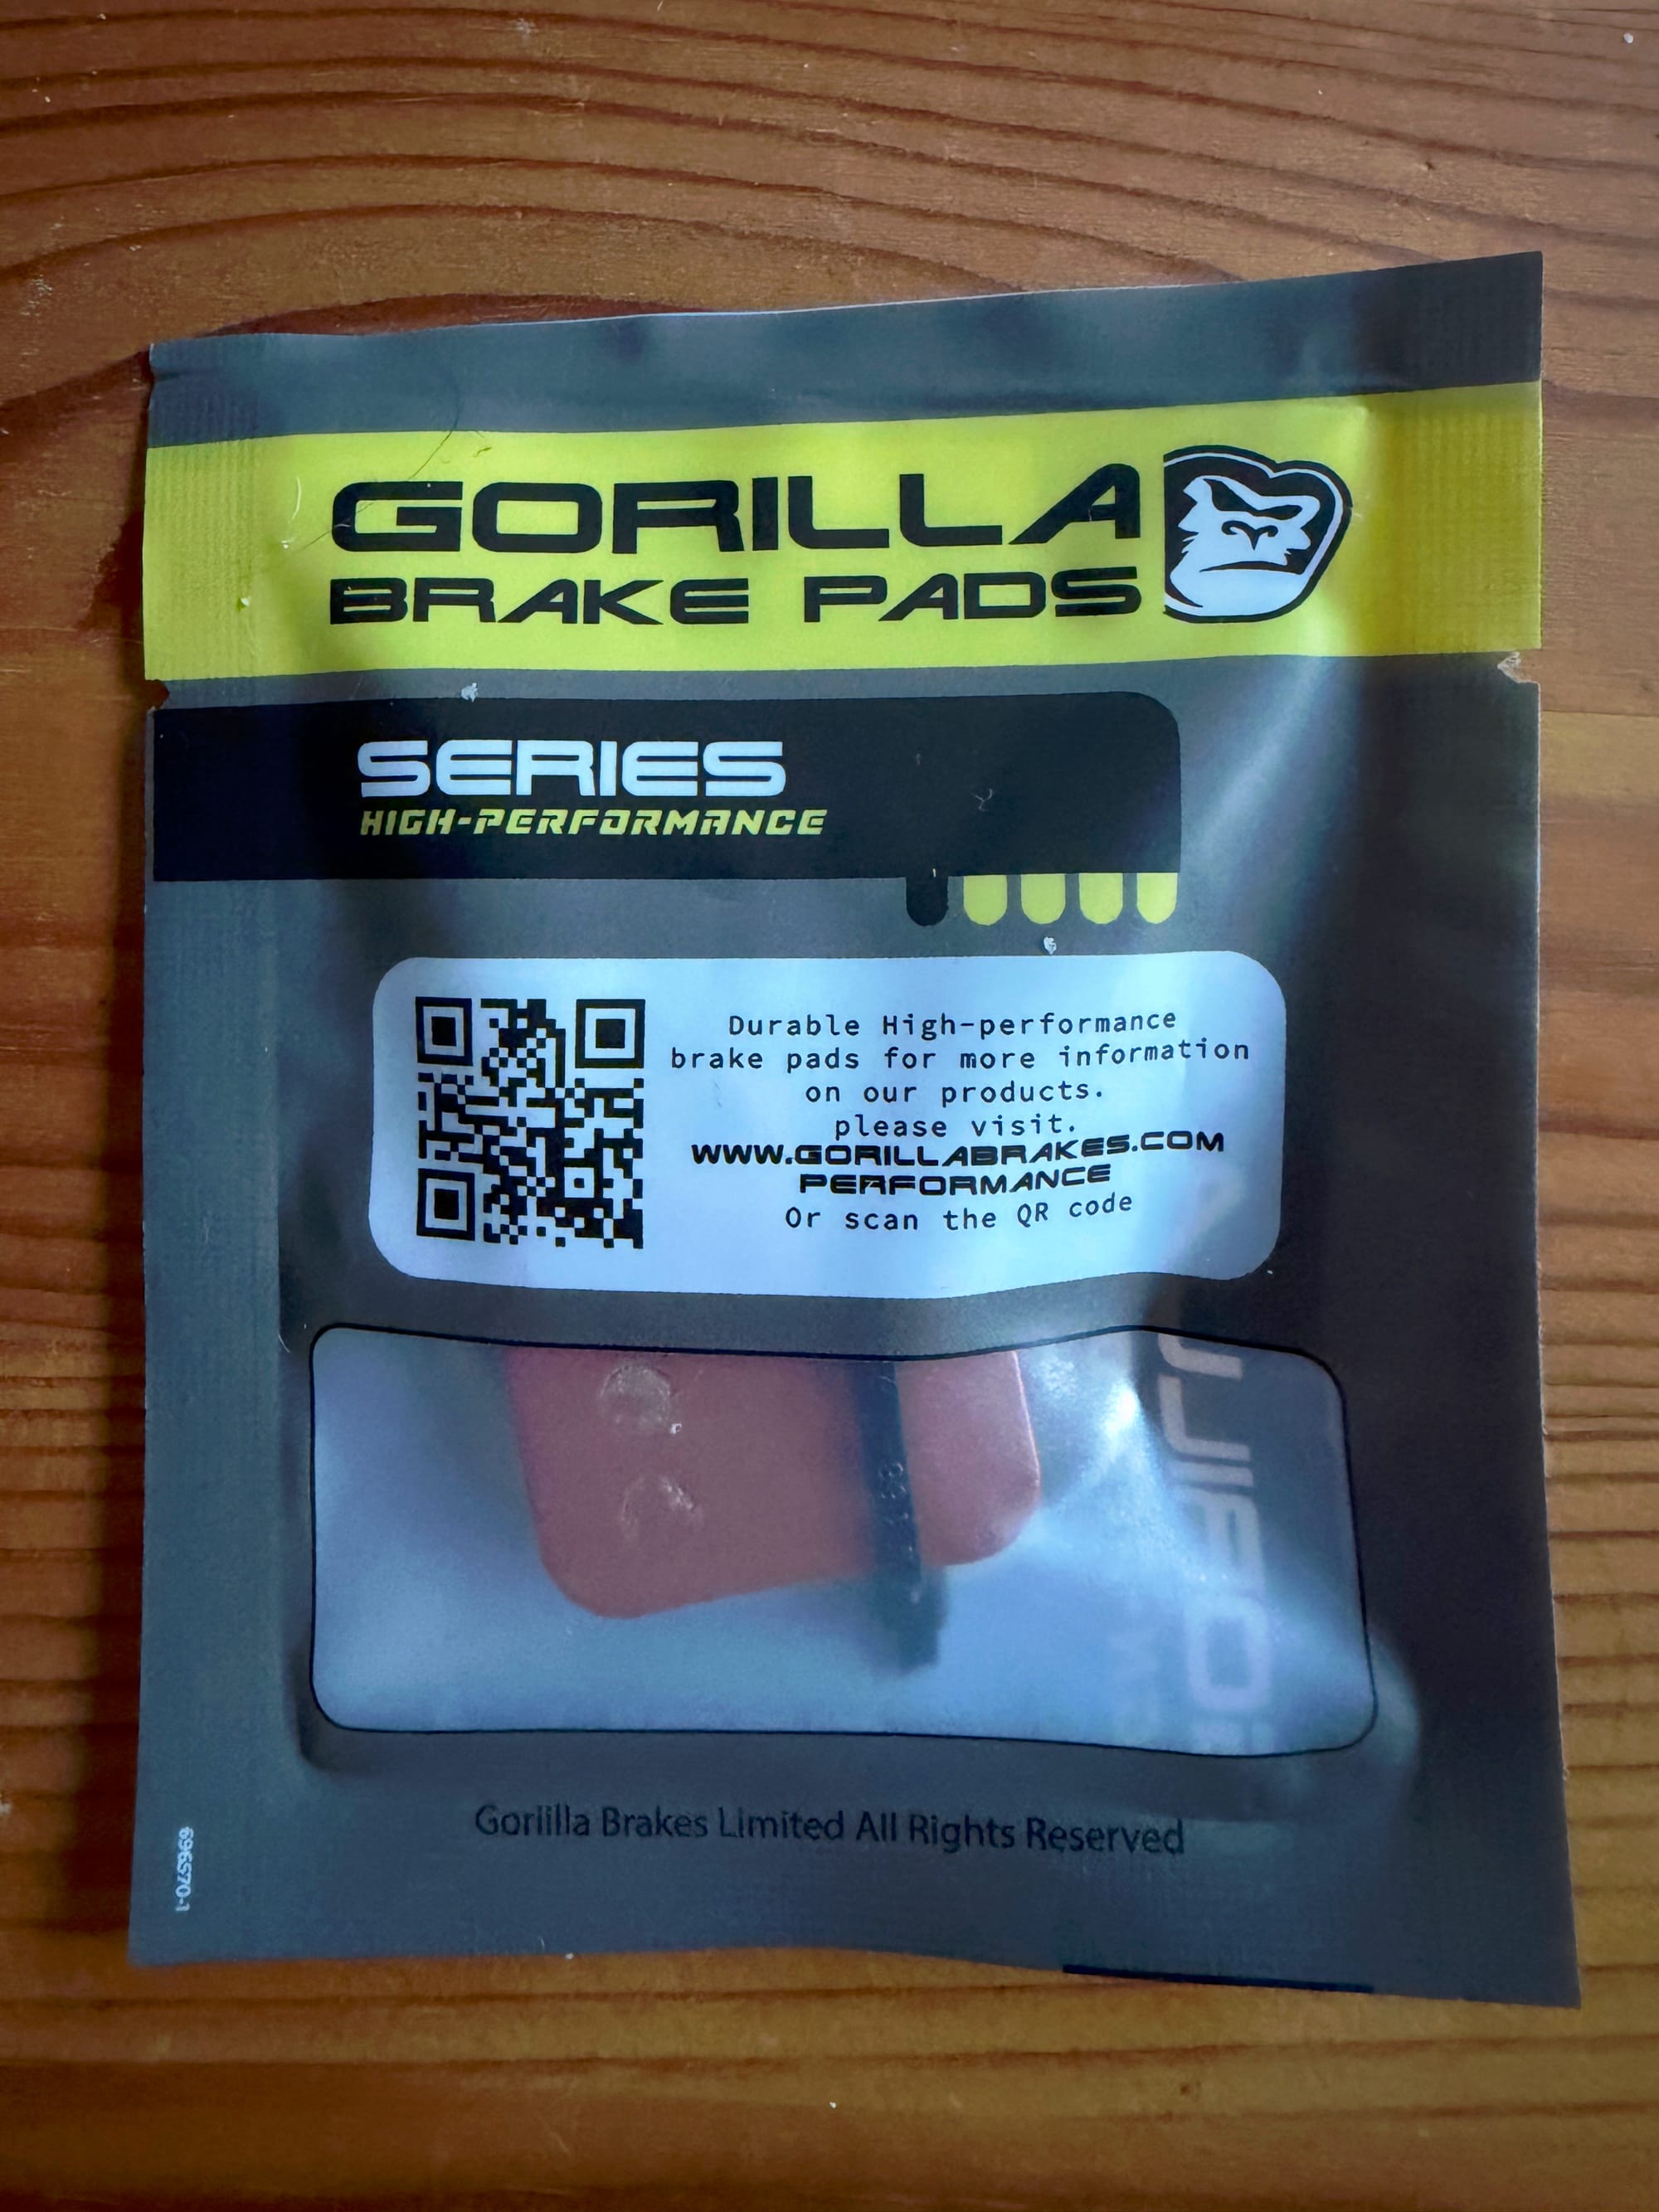 GORILLA
BRAKE PADS
SERIES
HIGH-PERFORMANCE
Durable High-performance
brake pads for more information
on our products.
please visit.
WWW.GORILLABRAKES.COM
PERFORMANCE
Or scan the QR code
Gorlilla Brakes Limited All Rights Reserved
696570-1